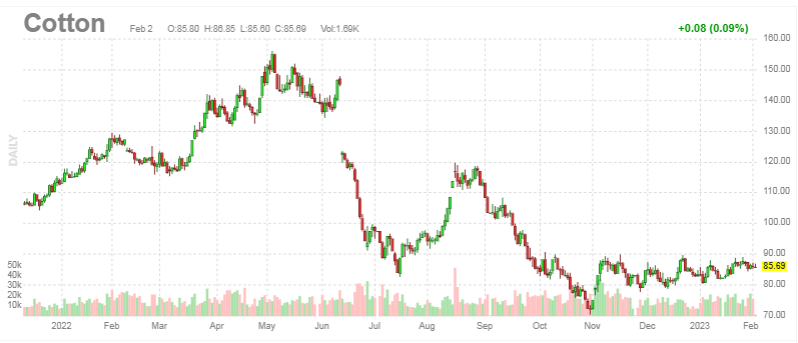 Cotton Feb 2 O:85.80 H:86.85 L:85.60 C:85.69 Vol:1.69K +0.08 (0.09%)
160.00
150.00
140.00
130.00
120.00
110.00
100.00
90.00
85.69
80.00
70.00
DAILY
50k
40k
30k
20k
10k
2022 Feb Mar Apr May Jun Jul Aug Sep Oct Nov Dec 2023 Feb